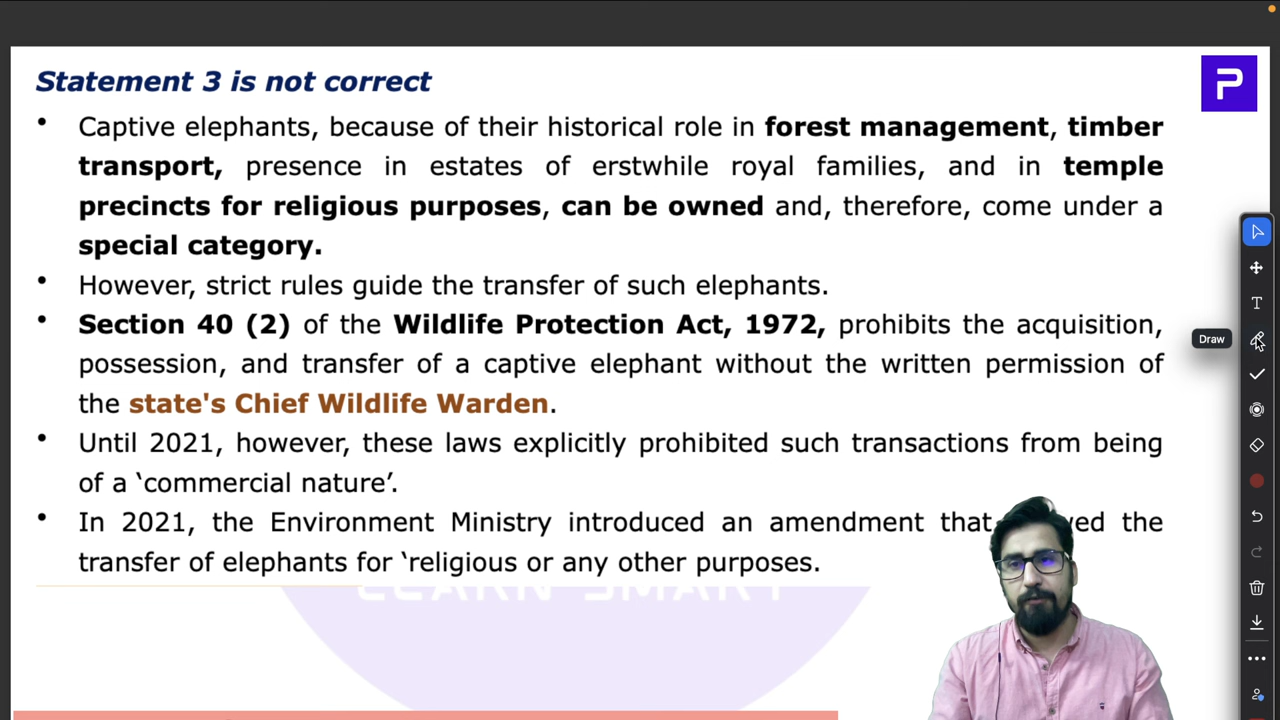 Statement 3 is not correct
P
• Captive elephants, because of their historical role in forest management, timber
transport, presence in estates of erstwhile royal families, and in temple
precincts for religious purposes, can be owned and, therefore, come under a
special category.
• However, strict rules guide the transfer of such elephants.
• Section 40 (2) of the Wildlife Protection Act, 1972, prohibits the acquisition,
possession, and transfer of a captive elephant without the written permission of
the state's Chief Wildlife Warden.
• Until 2021, however, these laws explicitly prohibited such transactions from being
of a ‘commercial nature’.
• In 2021, the Environment Ministry introduced an amendment that the
transfer of elephants for ‘religious or any other purposes.
LEARN SMART
T
Draw